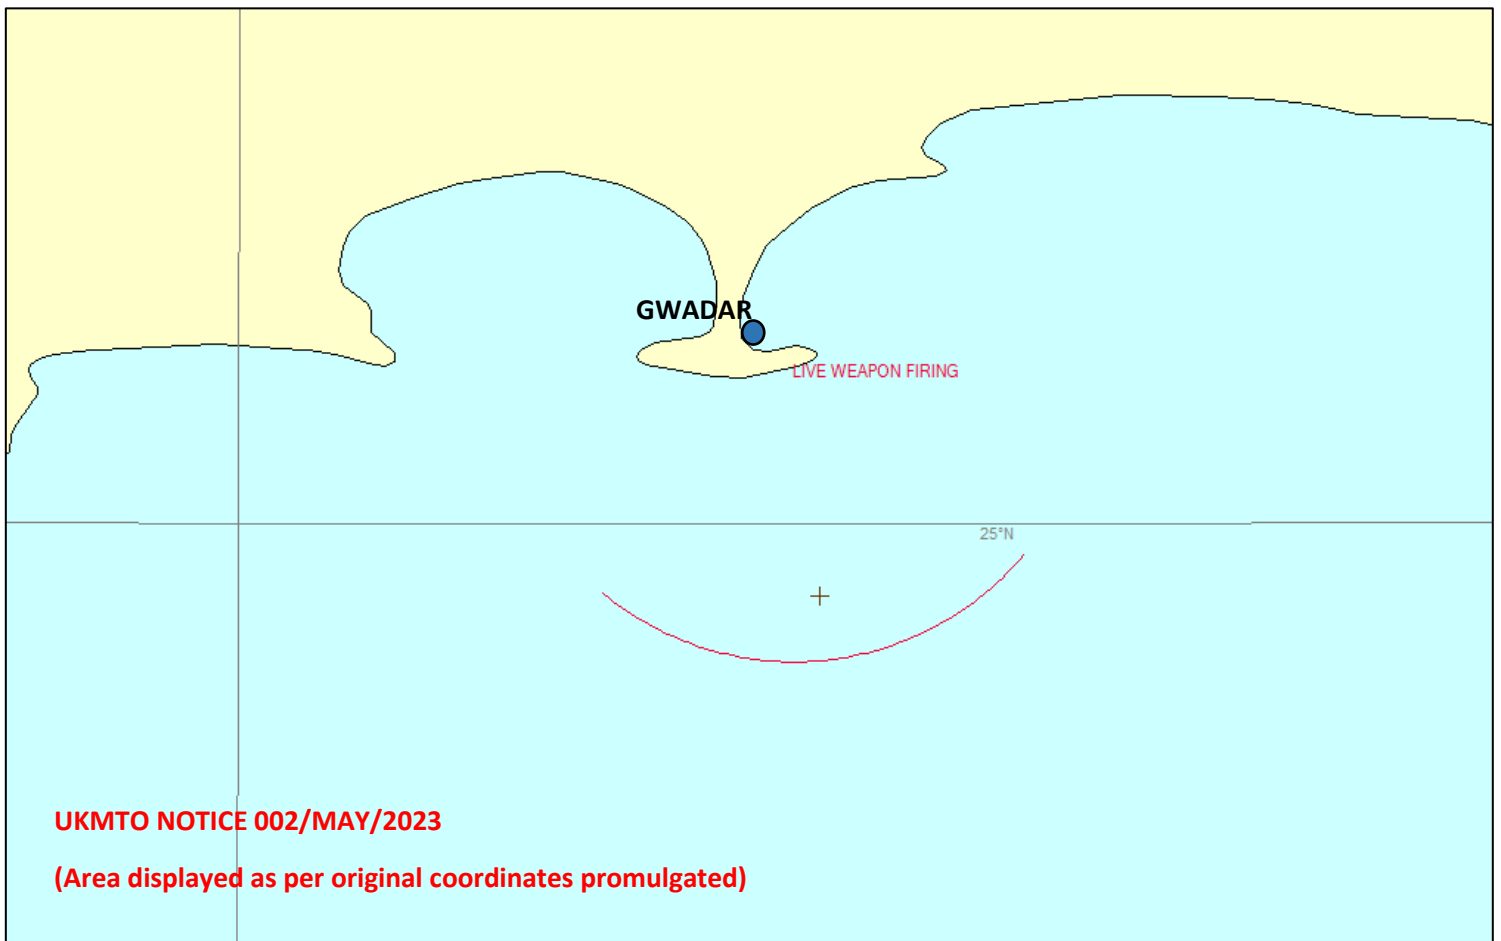 GWADAR
LIVE WEAPON FIRING
25°N
UKMTO NOTICE 002/MAY/2023
(Area displayed as per original coordinates promulgated)